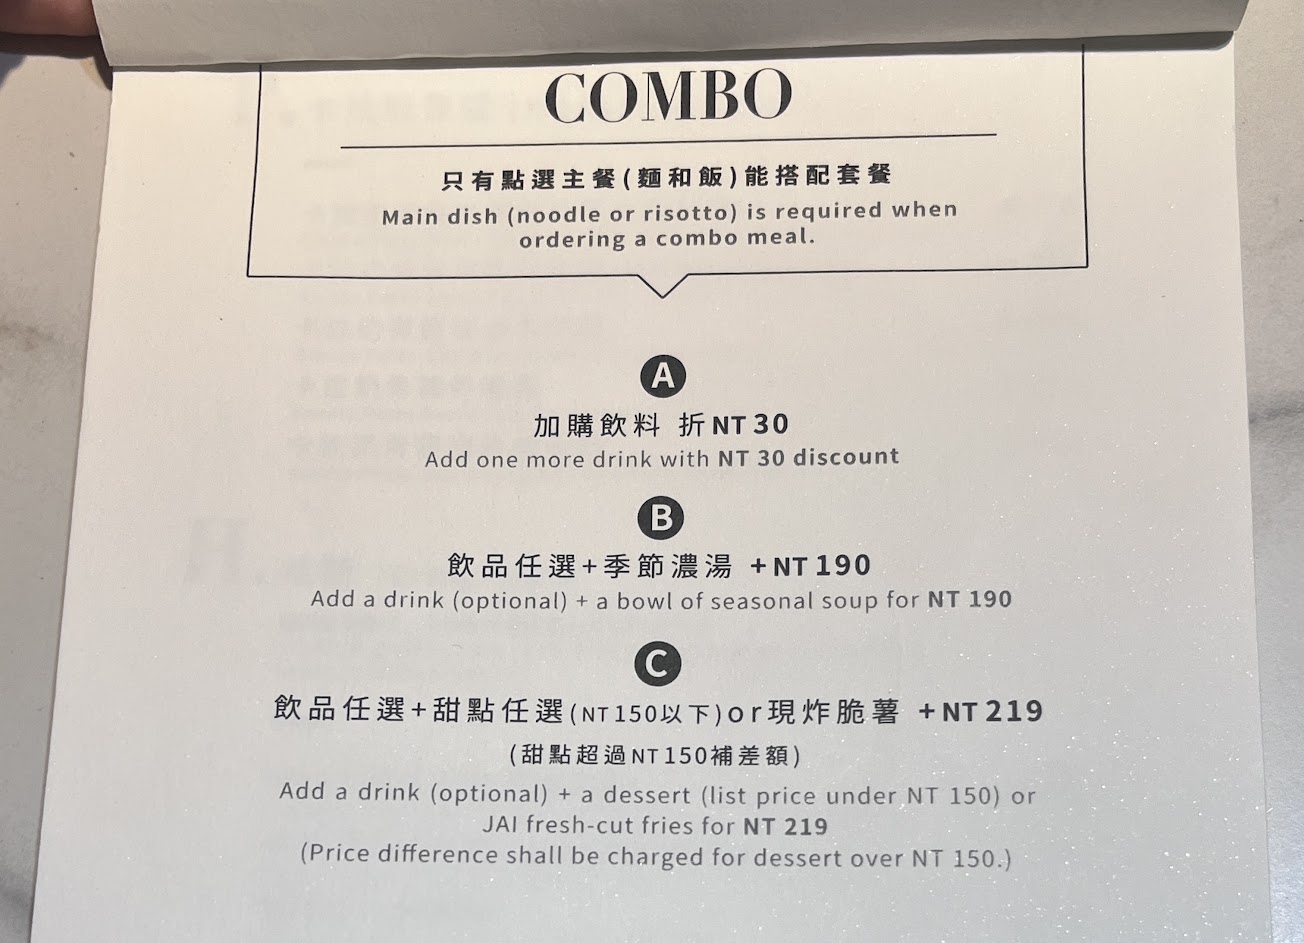 COMBO
只有點選主餐(麵和飯)能搭配套餐
Main dish (noodle or risotto) is required when
ordering a combo meal.
A
加購飲料 折NT 30
Add one more drink with NT 30 discount
B
飲品任選+季節濃湯 +NT 190
Add a drink (optional) + a bowl of seasonal soup for NT 190
C
飲品任選+甜點任選(NT 150以下)or現炸脆薯 +NT 219
(甜點超過NT 150補差額)
Add a drink (optional) + a dessert (list price under NT 150) or
JAI fresh-cut fries for NT 219
(Price difference shall be charged for dessert over NT 150.)